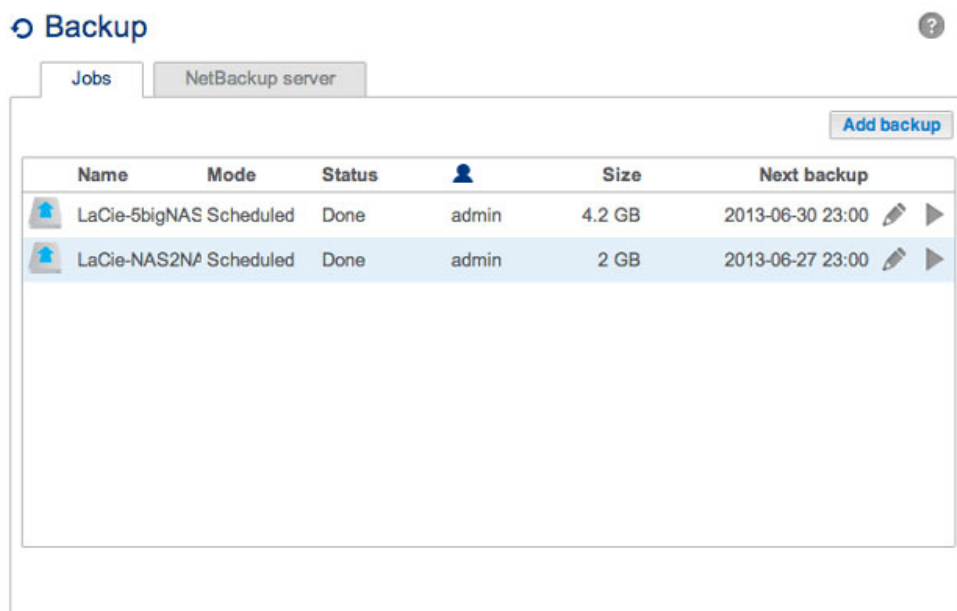 Backup
?
Jobs NetBackup server
Add backup
Name Mode Status Size Next backup
LaCie-5bigNAS Scheduled Done admin 4.2 GB 2013-06-30 23:00
LaCie-NAS2NA Scheduled Done admin 2 GB 2013-06-27 23:00